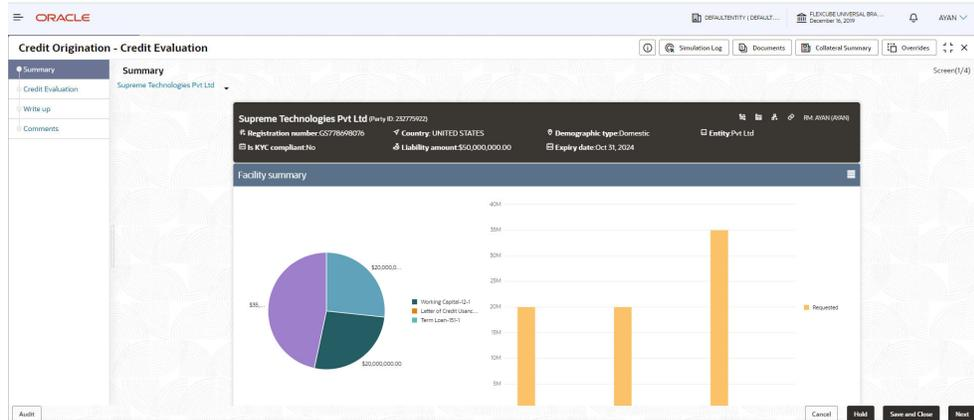 ORACLE
DEFAULTENTITY ( DEFAULT....
FLEXCUBE UNIVERSAL BRA....
December 16, 2019
AYAN
Credit Origination - Credit Evaluation
Simulation Log
Documents
Collateral Summary
Overrides
Summary
Credit Evaluation
Write up
Comments
Summary
Screen(1/4)
Supreme Technologies Pvt Ltd
Supreme Technologies Pvt Ltd (Party ID: 232775922)
RM: AYAN (AYAN)
Registration number:GS778698076 Country: UNITED STATES Demographic type:Domestic Entity:Pvt Ltd
Is KYC compliant:No Liability amount:$50,000,000.00 Expiry date:Oct 31, 2024
Facility summary
$20,000,0...
$35,...
$20,000,000.00
Working Capital-12-1
Letter of Credit Usanc...
Term Loan-151-1
40M
35M
30M
25M
20M
15M
10M
5M
Requested
Audit
Cancel
Hold
Save and Close
Next